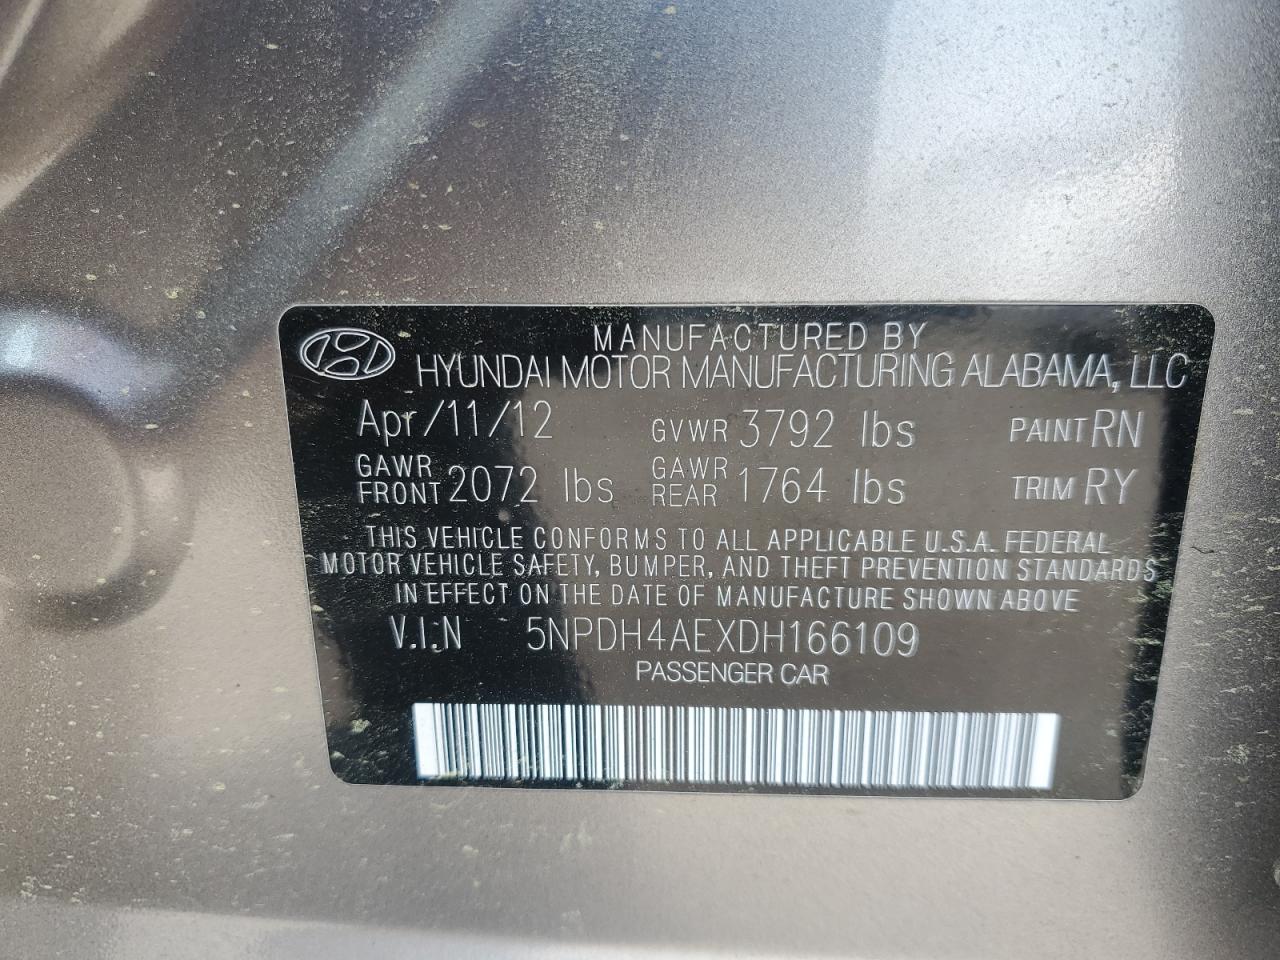 MANUFACTURED BY
HYUNDAI MOTOR MANUFACTURING ALABAMA, LLC
Apr/11/12 GVWR 3792 lbs PAINT RN
GAWR FRONT 2072 lbs GAWR REAR 1764 lbs TRIM RY
THIS VEHICLE CONFORMS TO ALL APPLICABLE U.S.A. FEDERAL
MOTOR VEHICLE SAFETY, BUMPER, AND THEFT PREVENTION STANDARDS
IN EFFECT ON THE DATE OF MANUFACTURE SHOWN ABOVE
V.I.N 5NPDH4AEXDH166109
PASSENGER CAR